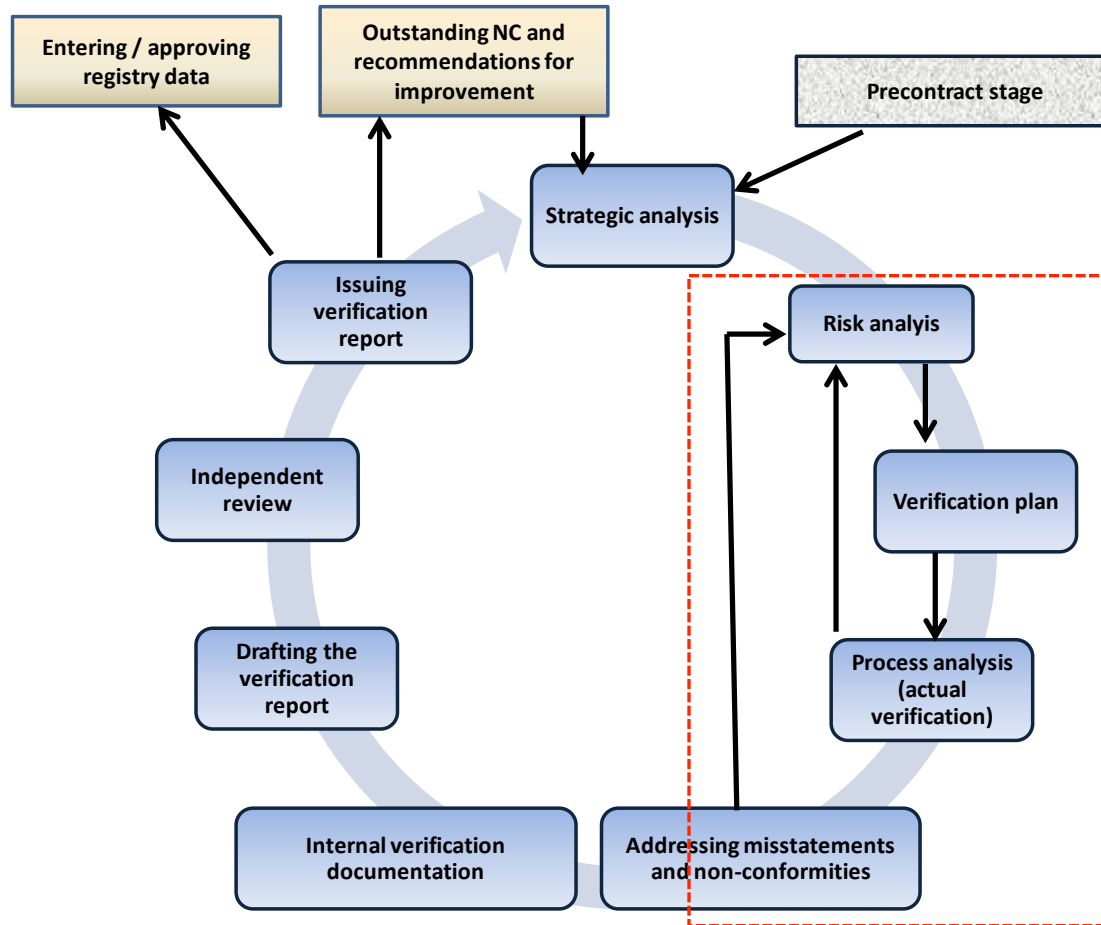 Entering / approving
registry data
Outstanding NC and
recommendations for
improvement
Precontract stage
Strategic analysis
Issuing
verification
report
Risk analyis
Independent
review
Verification plan
Drafting the
verification
report
Process analysis
(actual
verification)
Internal verification
documentation
Addressing misstatements
and non-conformities